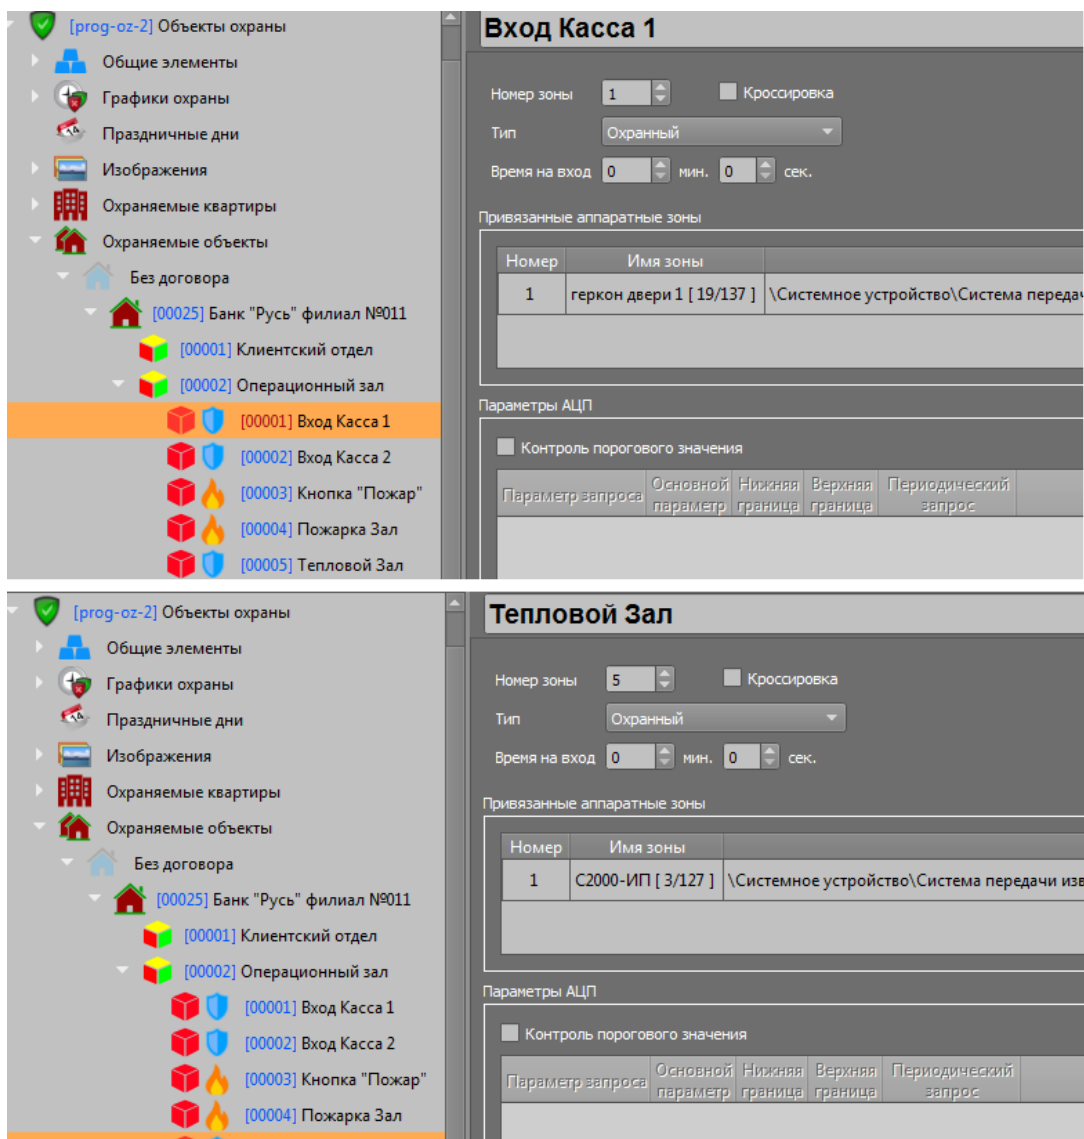 [prog-oz-2] Объекты охраны
Общие элементы
Графики охраны
Праздничные дни
Изображения
Охраняемые квартиры
Охраняемые объекты
Без договора
[00025] Банк "Русь" филиал №011
[00001] Клиентский отдел
[00002] Операционный зал
[00001] Вход Касса 1
[00002] Вход Касса 2
[00003] Кнопка "Пожар"
[00004] Пожарка Зал
[00005] Тепловой Зал
Вход Касса 1
Номер зоны 1 Кроссировка
Тип Охранный
Время на вход 0 мин. 0 сек.
Привязанные аппаратные зоны
Номер Имя зоны
1 геркон двери 1 [ 19/137 ] \Системное устройство\Система передач
Параметры АЦП
Контроль порогового значения
Параметр запроса Основной параметр Нижняя граница Верхняя граница Периодический запрос
[prog-oz-2] Объекты охраны
Общие элементы
Графики охраны
Праздничные дни
Изображения
Охраняемые квартиры
Охраняемые объекты
Без договора
[00025] Банк "Русь" филиал №011
[00001] Клиентский отдел
[00002] Операционный зал
[00001] Вход Касса 1
[00002] Вход Касса 2
[00003] Кнопка "Пожар"
[00004] Пожарка Зал
Тепловой Зал
Номер зоны 5 Кроссировка
Тип Охранный
Время на вход 0 мин. 0 сек.
Привязанные аппаратные зоны
Номер Имя зоны
1 С2000-ИП [ 3/127 ] \Системное устройство\Система передачи изв
Параметры АЦП
Контроль порогового значения
Параметр запроса Основной параметр Нижняя граница Верхняя граница Периодический запрос